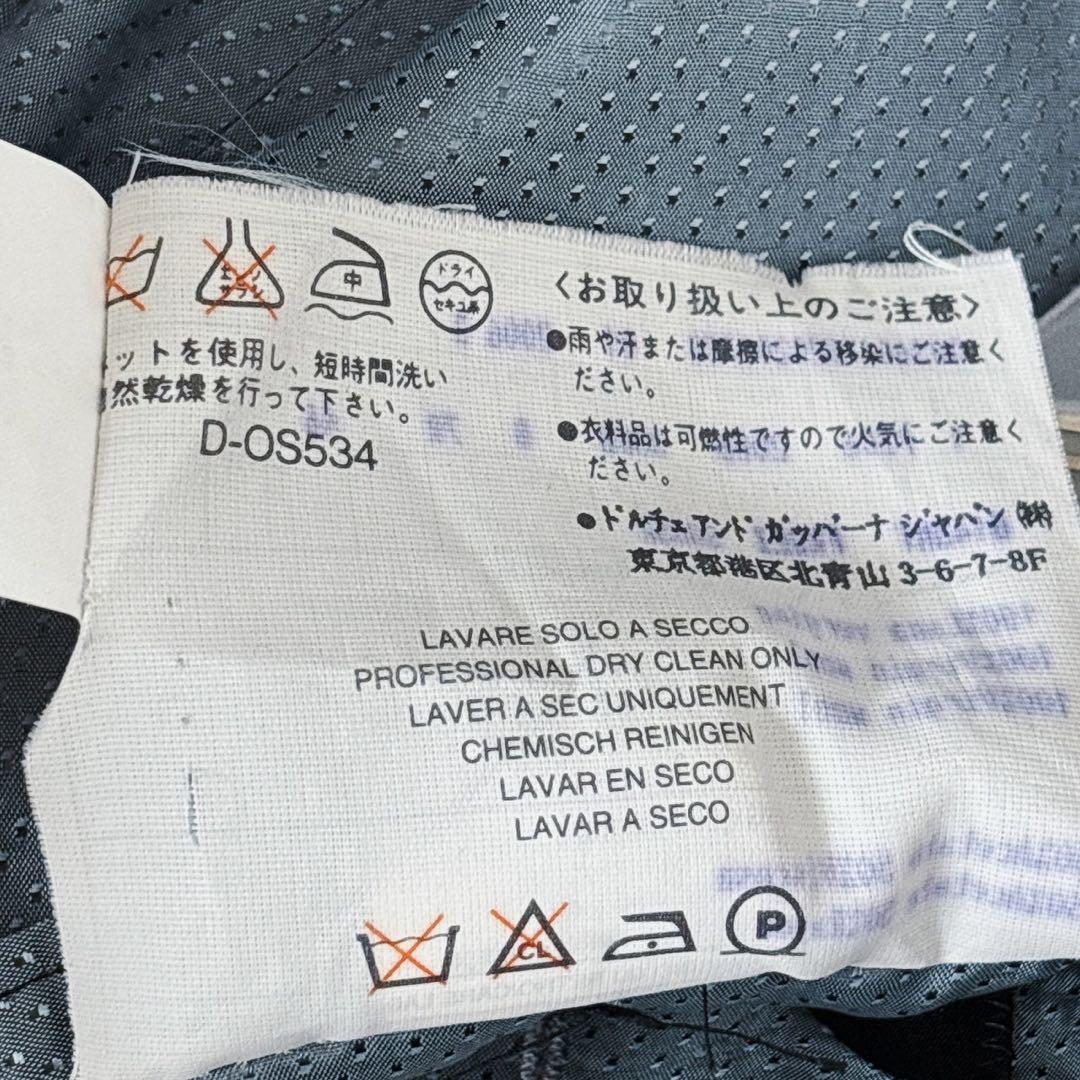 エンソ
サラシ
中
ドライ
セキユ系
ットを使用し、短時間洗い
然乾燥を行って下さい。
D-OS534
〈お取り扱い上のご注意〉
●雨や汗または摩擦による移染にご注意く
ださい。
●衣料品は可燃性ですので火気にご注意く
ださい。
●ドルチェ アンド ガッバーナ ジャパン ㈱
東京都港区北青山 3-6-7-8F
LAVARE SOLO A SECCO
PROFESSIONAL DRY CLEAN ONLY
LAVER A SEC UNIQUEMENT
CHEMISCH REINIGEN
LAVAR EN SECO
LAVAR A SECO
CL
P